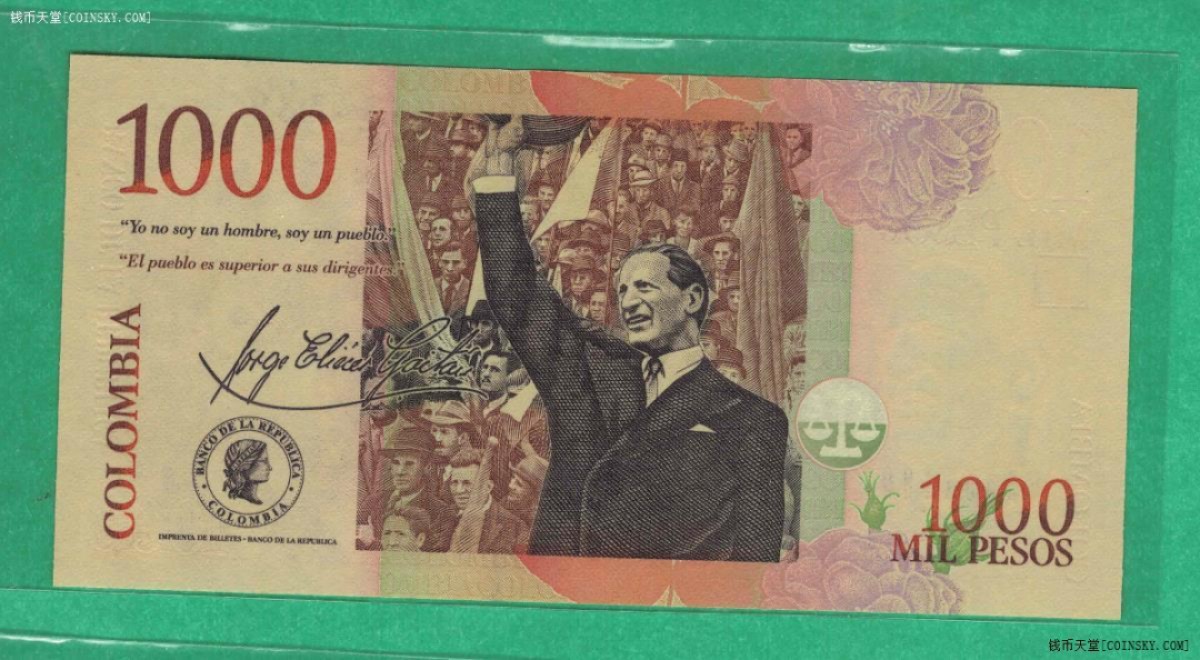 钱币天堂[COINSKY.COM]
1000
"Yo no soy un hombre, soy un pueblo."
"El pueblo es superior a sus dirigentes."
COLOMBIA
Jorge Eliécer Gaitán
BANCO DE LA REPUBLICA
COLOMBIA
IMPRENTA DE BILLETES - BANCO DE LA REPUBLICA
1000
MIL PESOS
钱币天堂[COINSKY.COM]